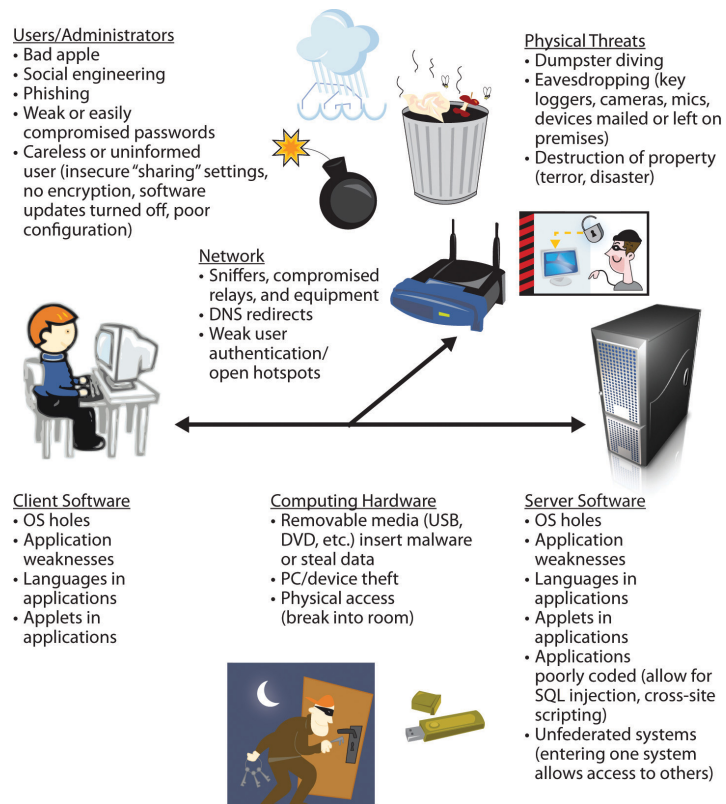 Users/Administrators
• Bad apple
• Social engineering
• Phishing
• Weak or easily
compromised passwords
• Careless or uninformed
user (insecure “sharing” settings,
no encryption, software
updates turned off, poor
configuration)
Physical Threats
• Dumpster diving
• Eavesdropping (key
loggers, cameras, mics,
devices mailed or left on
premises)
• Destruction of property
(terror, disaster)
Network
• Sniffers, compromised
relays, and equipment
• DNS redirects
• Weak user
authentication/
open hotspots
Client Software
• OS holes
• Application
weaknesses
• Languages in
applications
• Applets in
applications
Computing Hardware
• Removable media (USB,
DVD, etc.) insert malware
or steal data
• PC/device theft
• Physical access
(break into room)
Server Software
• OS holes
• Application
weaknesses
• Languages in
applications
• Applets in
applications
• Applications
poorly coded (allow for
SQL injection, cross-site
scripting)
• Unfederated systems
(entering one system
allows access to others)